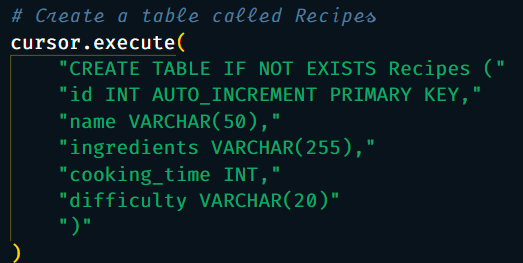 # Create a table called Recipes
cursor.execute(
    "CREATE TABLE IF NOT EXISTS Recipes ("
    "id INT AUTO_INCREMENT PRIMARY KEY,"
    "name VARCHAR(50),"
    "ingredients VARCHAR(255),"
    "cooking_time INT,"
    "difficulty VARCHAR(20)"
    ")"
)